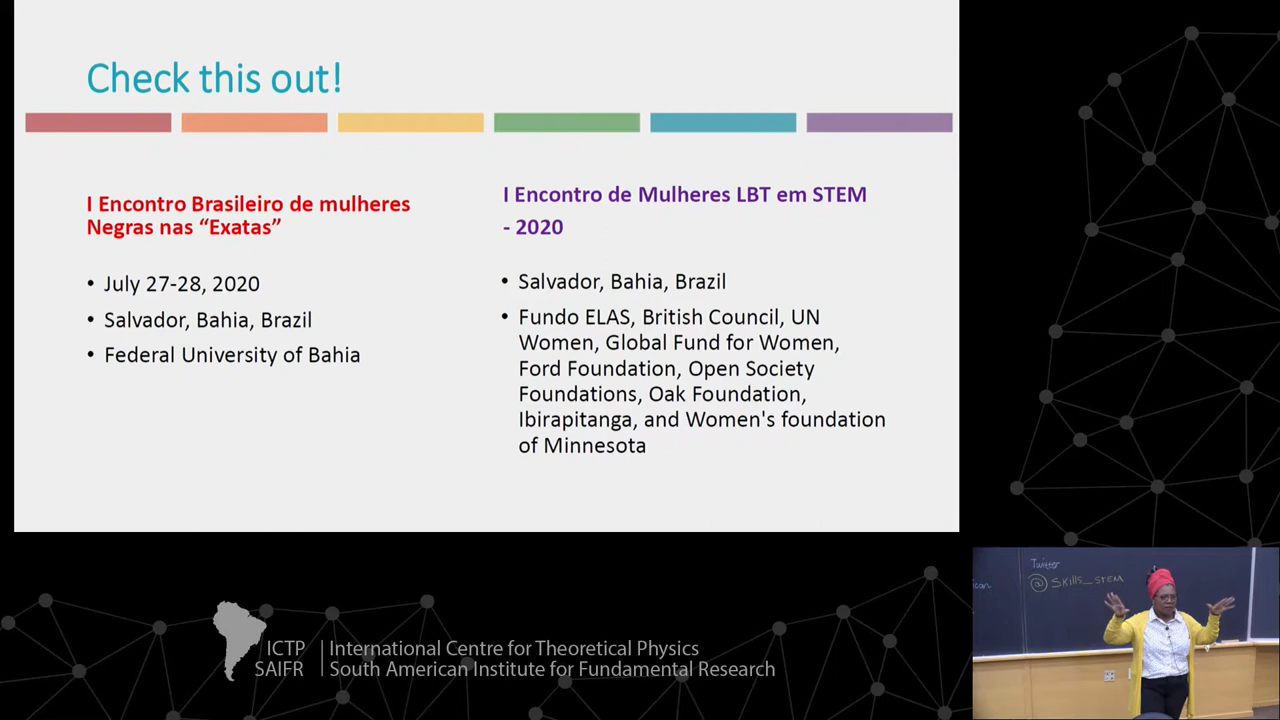 Check this out!
I Encontro Brasileiro de mulheres
Negras nas “Exatas”
• July 27-28, 2020
• Salvador, Bahia, Brazil
• Federal University of Bahia
I Encontro de Mulheres LBT em STEM
- 2020
• Salvador, Bahia, Brazil
• Fundo ELAS, British Council, UN
Women, Global Fund for Women,
Ford Foundation, Open Society
Foundations, Oak Foundation,
Ibirapitanga, and Women's foundation
of Minnesota
Twitter
@ Skills_STEM
ICTP
SAIFR
International Centre for Theoretical Physics
South American Institute for Fundamental Research